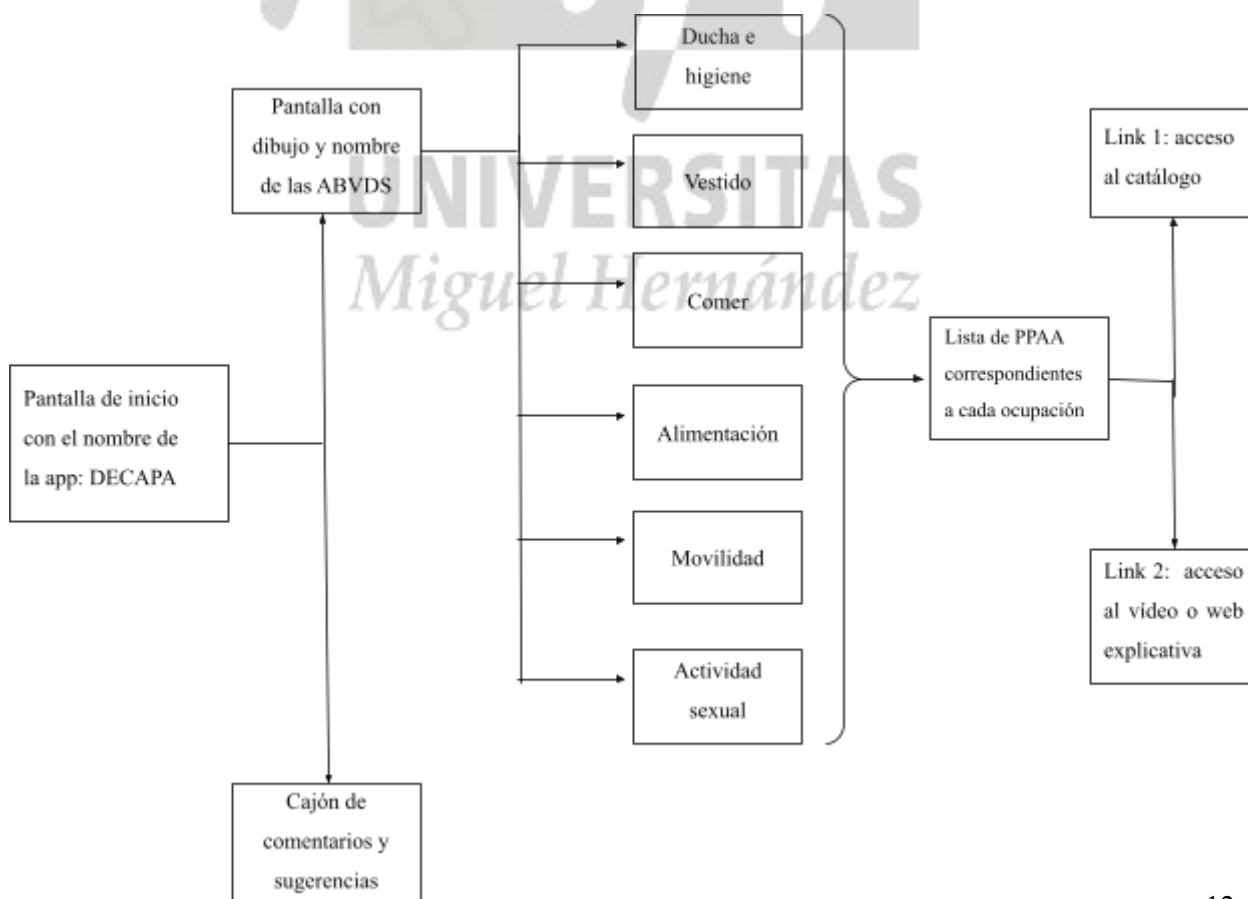 Pantalla de inicio
con el nombre de
la app: DECAPA
Pantalla con
dibujo y nombre
de las ABVDS
Cajón de
comentarios y
sugerencias
Ducha e
higiene
Vestido
Comer
Alimentación
Movilidad
Actividad
sexual
Lista de PPAA
correspondientes
a cada ocupación
Link 1: acceso
al catálogo
Link 2: acceso
al vídeo o web
explicativa
UNIVERSITAS
Miguel Hernández